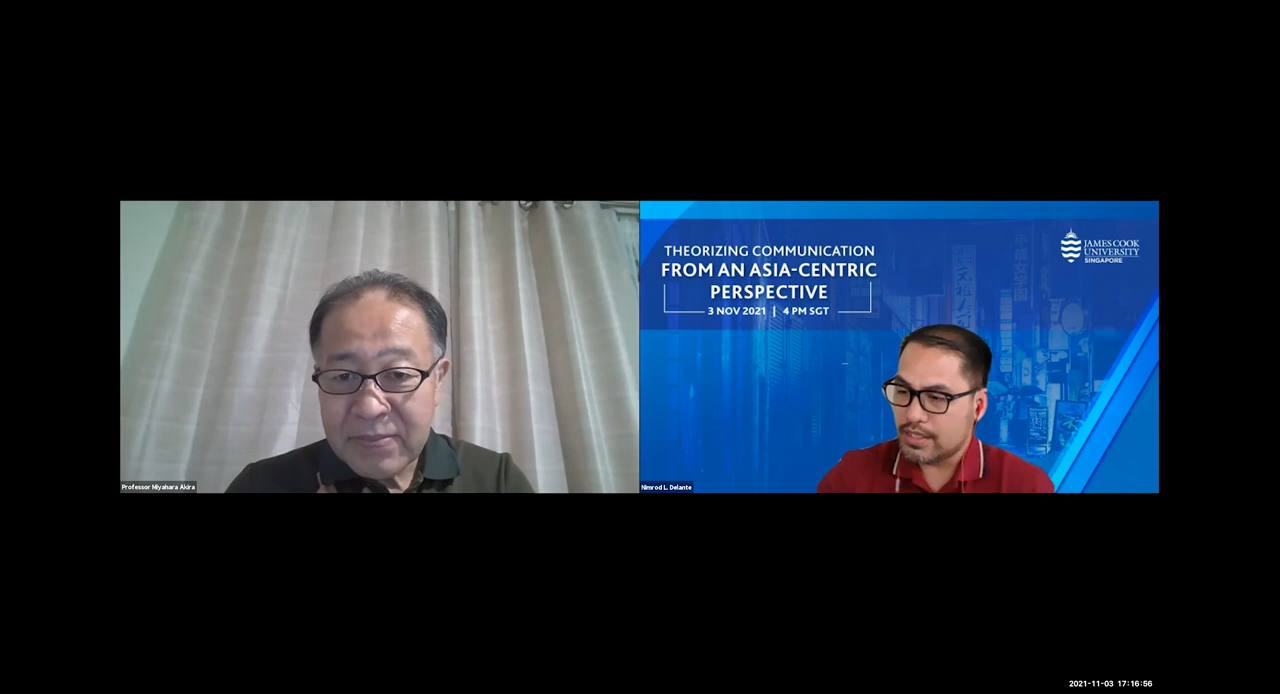 THEORIZING COMMUNICATION
FROM AN ASIA-CENTRIC
PERSPECTIVE
3 NOV 2021 | 4 PM SGT
JAMES COOK
UNIVERSITY
SINGAPORE
Professor Miyahara Akira
Nimrod L. Delante
2021-11-03 17:16:56